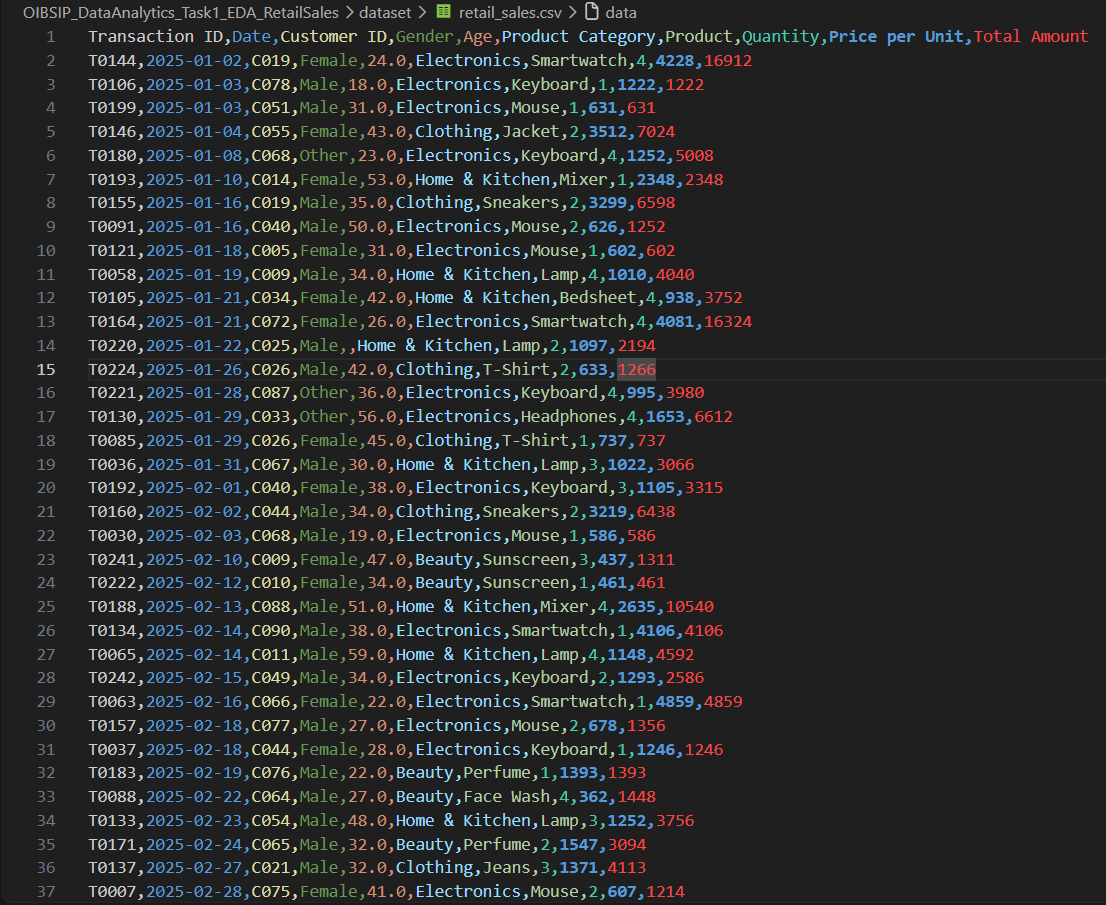 OIBSIP_DataAnalytics_Task1_EDA_RetailSales > dataset > retail_sales.csv > data
1 Transaction ID,Date,Customer ID,Gender,Age,Product Category,Product,Quantity,Price per Unit,Total Amount
2 T0144,2025-01-02,C019,Female,24.0,Electronics,Smartwatch,4,4228,16912
3 T0106,2025-01-03,C078,Male,18.0,Electronics,Keyboard,1,1222,1222
4 T0199,2025-01-03,C051,Male,31.0,Electronics,Mouse,1,631,631
5 T0146,2025-01-04,C055,Female,43.0,Clothing,Jacket,2,3512,7024
6 T0180,2025-01-08,C068,Other,23.0,Electronics,Keyboard,4,1252,5008
7 T0193,2025-01-10,C014,Female,53.0,Home & Kitchen,Mixer,1,2348,2348
8 T0155,2025-01-16,C019,Male,35.0,Clothing,Sneakers,2,3299,6598
9 T0091,2025-01-16,C040,Male,50.0,Electronics,Mouse,2,626,1252
10 T0121,2025-01-18,C005,Female,31.0,Electronics,Mouse,1,602,602
11 T0058,2025-01-19,C009,Male,34.0,Home & Kitchen,Lamp,4,1010,4040
12 T0105,2025-01-21,C034,Female,42.0,Home & Kitchen,Bedsheet,4,938,3752
13 T0164,2025-01-21,C072,Female,26.0,Electronics,Smartwatch,4,4081,16324
14 T0220,2025-01-22,C025,Male,,Home & Kitchen,Lamp,2,1097,2194
15 T0224,2025-01-26,C026,Male,42.0,Clothing,T-Shirt,2,633,1266
16 T0221,2025-01-28,C087,Other,36.0,Electronics,Keyboard,4,995,3980
17 T0130,2025-01-29,C033,Other,56.0,Electronics,Headphones,4,1653,6612
18 T0085,2025-01-29,C026,Female,45.0,Clothing,T-Shirt,1,737,737
19 T0036,2025-01-31,C067,Male,30.0,Home & Kitchen,Lamp,3,1022,3066
20 T0192,2025-02-01,C040,Female,38.0,Electronics,Keyboard,3,1105,3315
21 T0160,2025-02-02,C044,Male,34.0,Clothing,Sneakers,2,3219,6438
22 T0030,2025-02-03,C068,Male,19.0,Electronics,Mouse,1,586,586
23 T0241,2025-02-10,C009,Female,47.0,Beauty,Sunscreen,3,437,1311
24 T0222,2025-02-12,C010,Female,34.0,Beauty,Sunscreen,1,461,461
25 T0188,2025-02-13,C088,Male,51.0,Home & Kitchen,Mixer,4,2635,10540
26 T0134,2025-02-14,C090,Male,38.0,Electronics,Smartwatch,1,4106,4106
27 T0065,2025-02-14,C011,Male,59.0,Home & Kitchen,Lamp,4,1148,4592
28 T0242,2025-02-15,C049,Male,34.0,Electronics,Keyboard,2,1293,2586
29 T0063,2025-02-16,C066,Female,22.0,Electronics,Smartwatch,1,4859,4859
30 T0157,2025-02-18,C077,Male,27.0,Electronics,Mouse,2,678,1356
31 T0037,2025-02-18,C044,Female,28.0,Electronics,Keyboard,1,1246,1246
32 T0183,2025-02-19,C076,Male,22.0,Beauty,Perfume,1,1393,1393
33 T0088,2025-02-22,C064,Male,27.0,Beauty,Face Wash,4,362,1448
34 T0133,2025-02-23,C054,Male,48.0,Home & Kitchen,Lamp,3,1252,3756
35 T0171,2025-02-24,C065,Male,32.0,Beauty,Perfume,2,1547,3094
36 T0137,2025-02-27,C021,Male,32.0,Clothing,Jeans,3,1371,4113
37 T0007,2025-02-28,C075,Female,41.0,Electronics,Mouse,2,607,1214